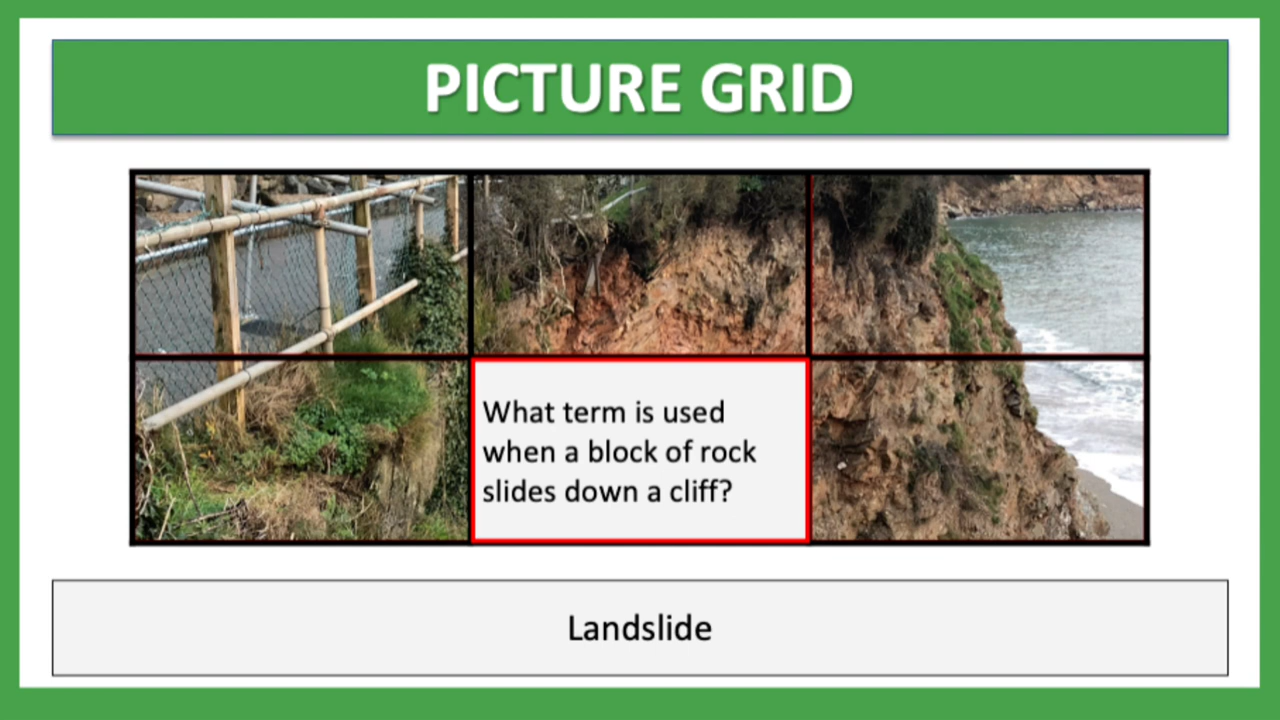 PICTURE GRID
What term is used
when a block of rock
slides down a cliff?
Landslide